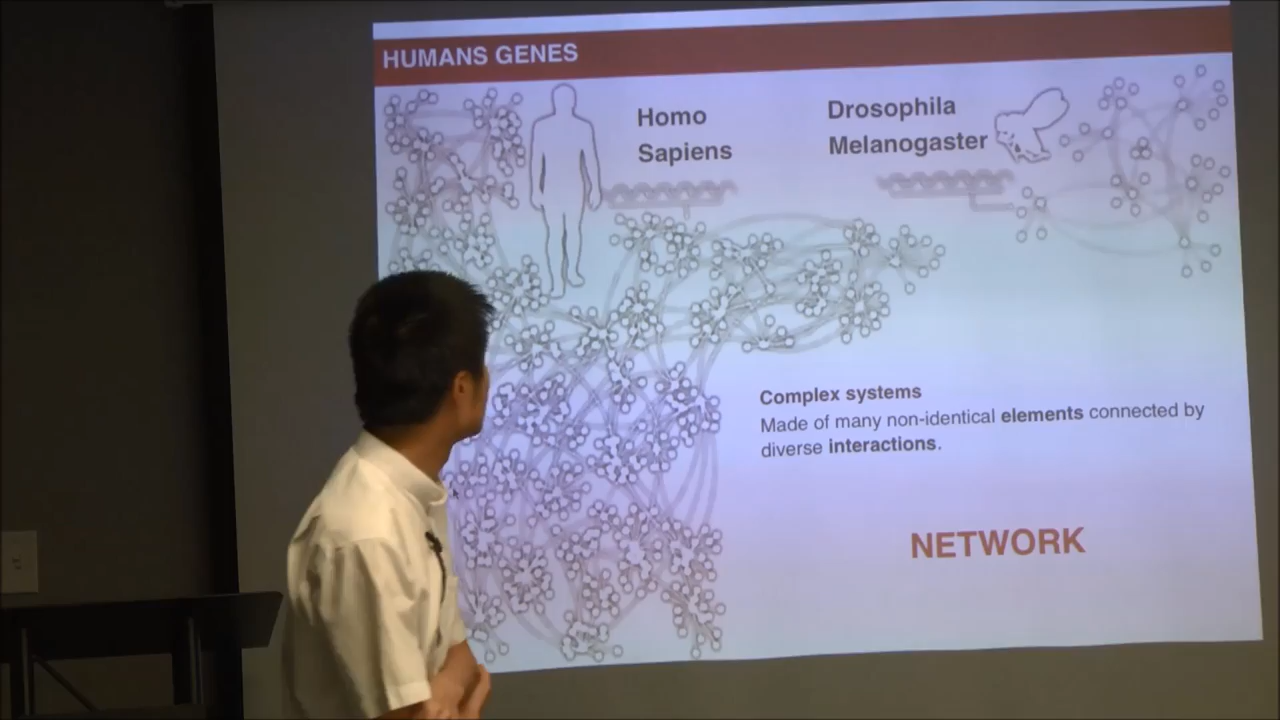 HUMANS GENES
Homo
Sapiens
Drosophila
Melanogaster
Complex systems
Made of many non-identical elements connected by
diverse interactions.
NETWORK